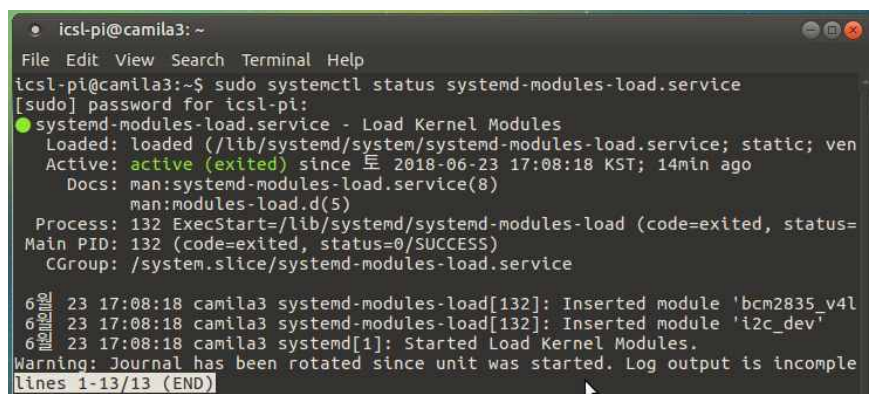 icsl-pi@camila3: ~
File Edit View Search Terminal Help
icsl-pi@camila3:~$ sudo systemctl status systemd-modules-load.service
[sudo] password for icsl-pi:
● systemd-modules-load.service - Load Kernel Modules
Loaded: loaded (/lib/systemd/system/systemd-modules-load.service; static; ven
Active: active (exited) since 토 2018-06-23 17:08:18 KST; 14min ago
Docs: man:systemd-modules-load.service(8)
man:modules-load.d(5)
Process: 132 ExecStart=/lib/systemd/systemd-modules-load (code=exited, status=
Main PID: 132 (code=exited, status=0/SUCCESS)
CGroup: /system.slice/systemd-modules-load.service
6월 23 17:08:18 camila3 systemd-modules-load[132]: Inserted module 'bcm2835_v4l
6월 23 17:08:18 camila3 systemd-modules-load[132]: Inserted module 'i2c_dev'
6월 23 17:08:18 camila3 systemd[1]: Started Load Kernel Modules.
Warning: Journal has been rotated since unit was started. Log output is incomple
lines 1-13/13 (END)